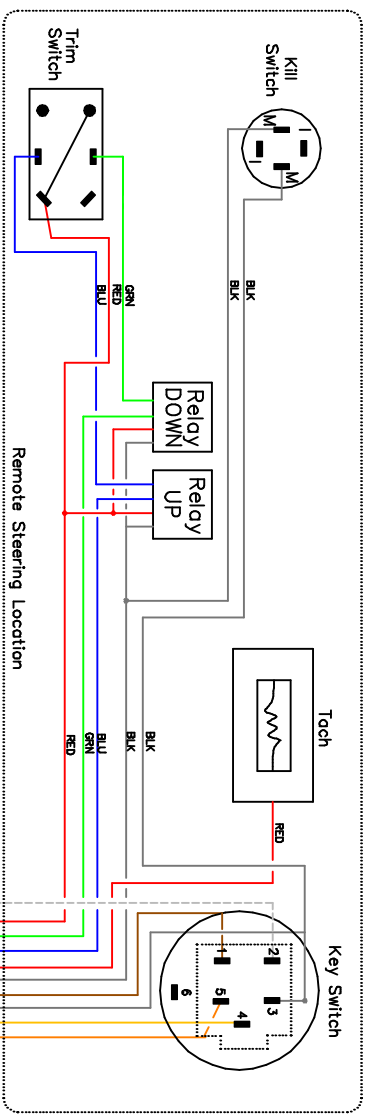 Trim
Switch
Kill
Switch
M
I
I
M
BLK
BLK
GRN
RED
BLU
Relay
DOWN
Relay
UP
Remote Steering Location
Tach
RED
BLK
BLK
BLU
GRN
RED
Key Switch
1
2
3
4
5
6